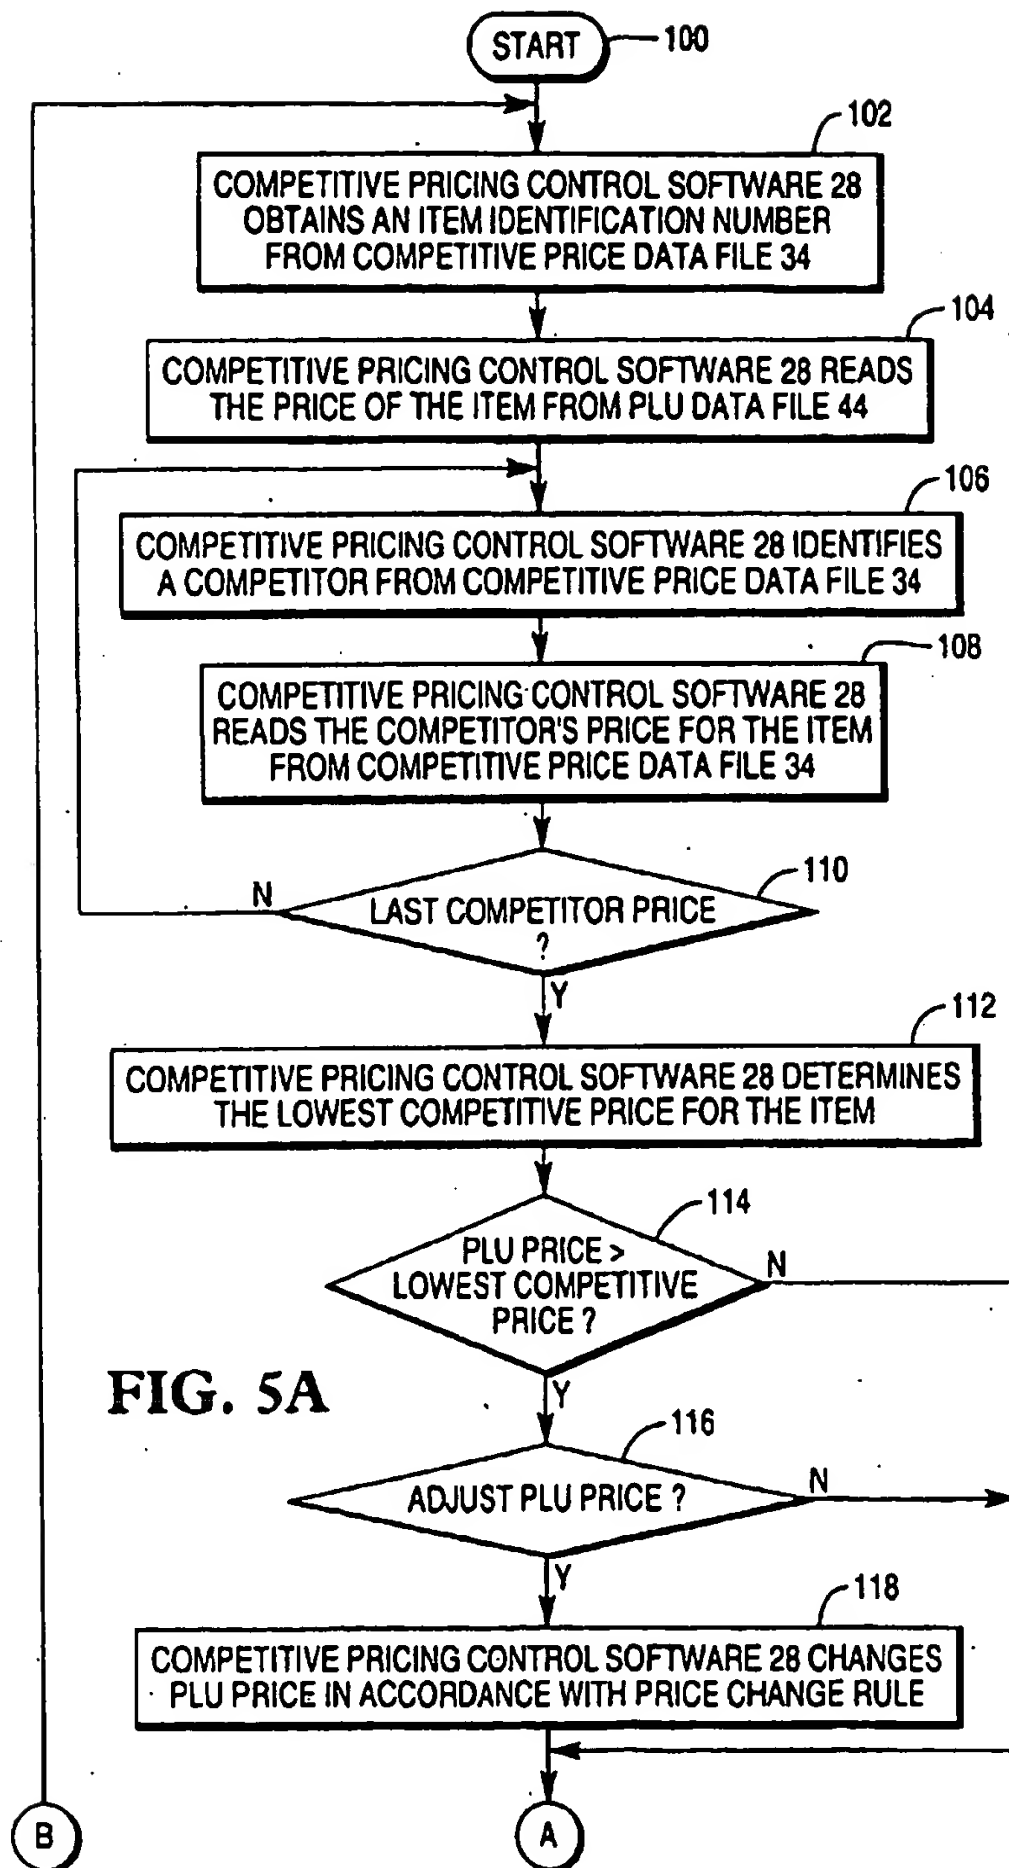 START
100
102
COMPETITIVE PRICING CONTROL SOFTWARE 28
OBTAINS AN ITEM IDENTIFICATION NUMBER
FROM COMPETITIVE PRICE DATA FILE 34
104
COMPETITIVE PRICING CONTROL SOFTWARE 28 READS
THE PRICE OF THE ITEM FROM PLU DATA FILE 44
106
COMPETITIVE PRICING CONTROL SOFTWARE 28 IDENTIFIES
A COMPETITOR FROM COMPETITIVE PRICE DATA FILE 34
108
COMPETITIVE PRICING CONTROL SOFTWARE 28
READS THE COMPETITOR'S PRICE FOR THE ITEM
FROM COMPETITIVE PRICE DATA FILE 34
110
N
LAST COMPETITOR PRICE
?
Y
112
COMPETITIVE PRICING CONTROL SOFTWARE 28 DETERMINES
THE LOWEST COMPETITIVE PRICE FOR THE ITEM
114
PLU PRICE >
LOWEST COMPETITIVE
PRICE ?
N
FIG. 5A
Y
116
ADJUST PLU PRICE ?
N
Y
118
COMPETITIVE PRICING CONTROL SOFTWARE 28 CHANGES
PLU PRICE IN ACCORDANCE WITH PRICE CHANGE RULE
B
A